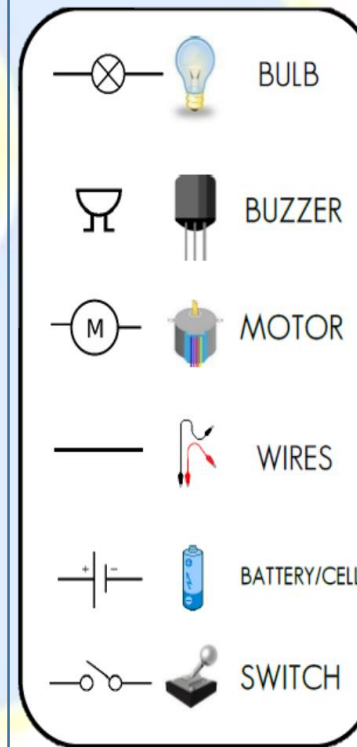 BULB
BUZZER
M MOTOR
WIRES
+ - BATTERY/CELL
SWITCH